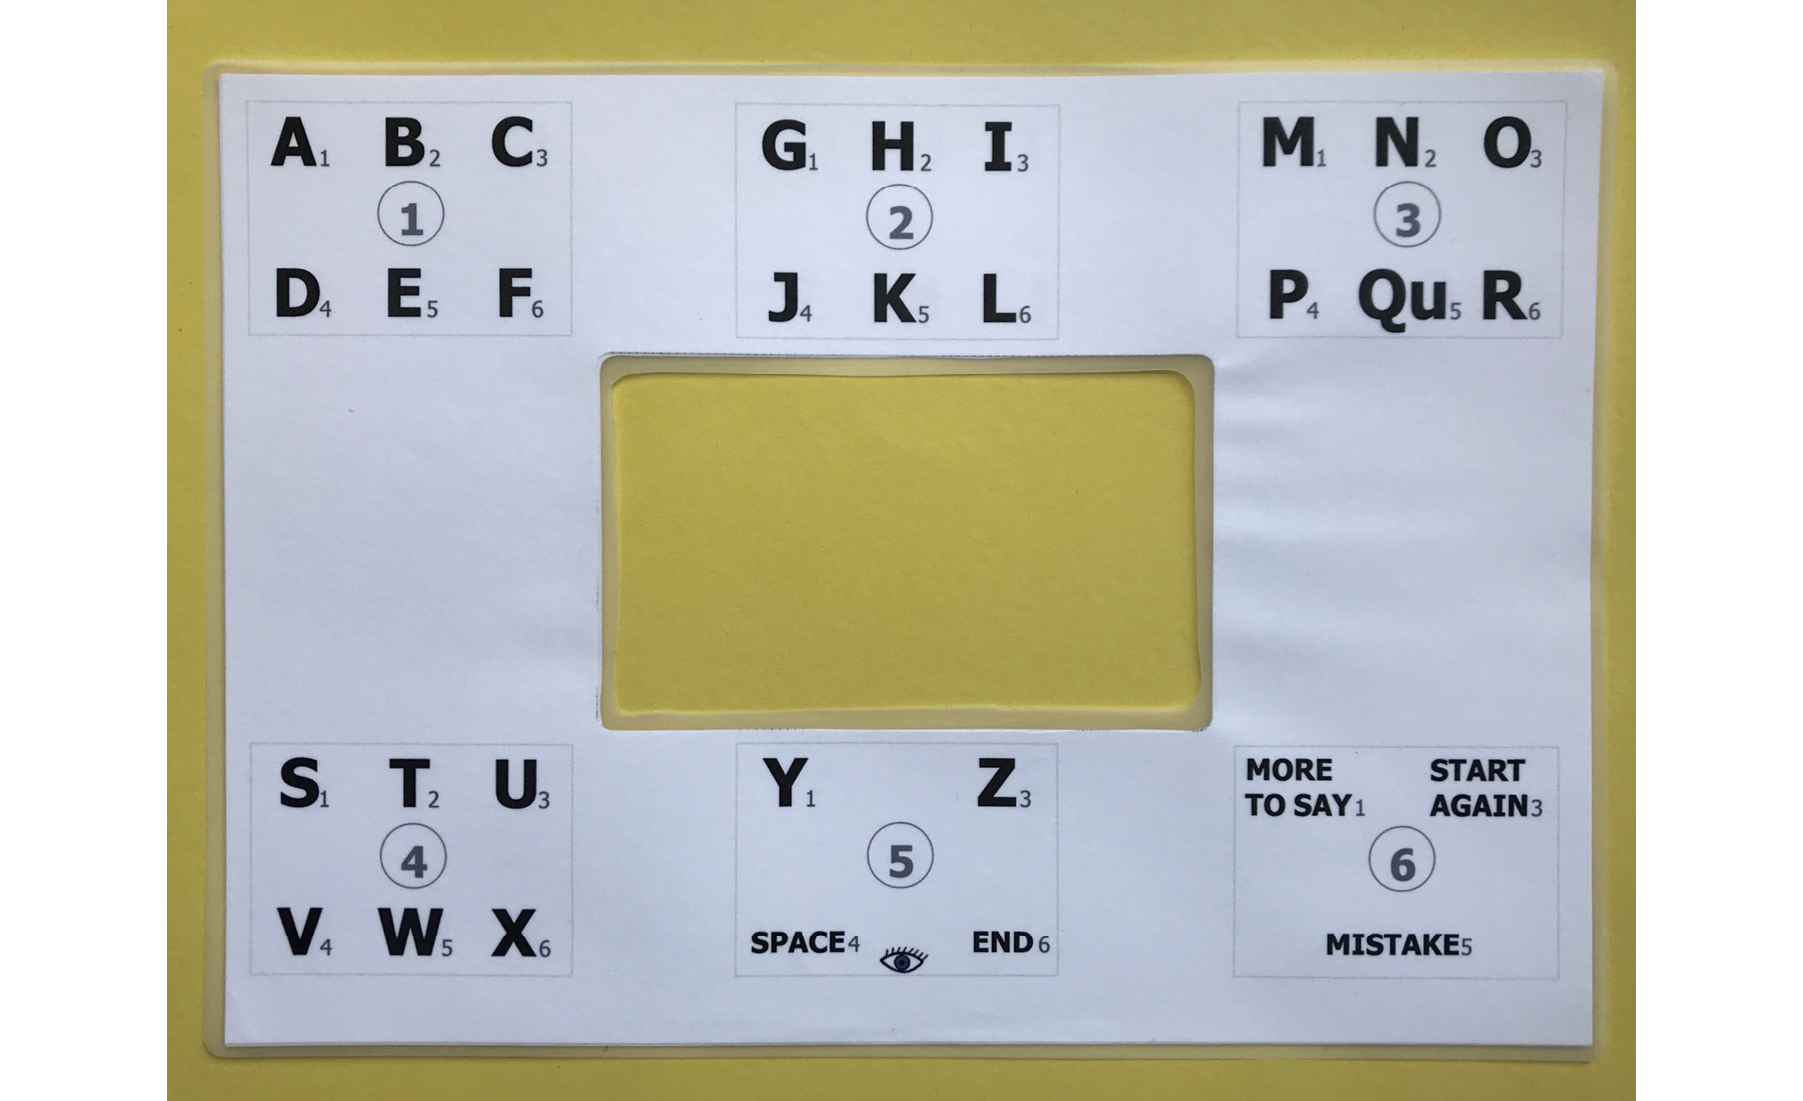 A1 B2 C3
1
D4 E5 F6
G1 H2 I3
2
J4 K5 L6
M1 N2 O3
3
P4 Qu5 R6
S1 T2 U3
4
V4 W5 X6
Y1 Z3
5
SPACE4 END6
MORE
TO SAY1
START
AGAIN3
6
MISTAKE5